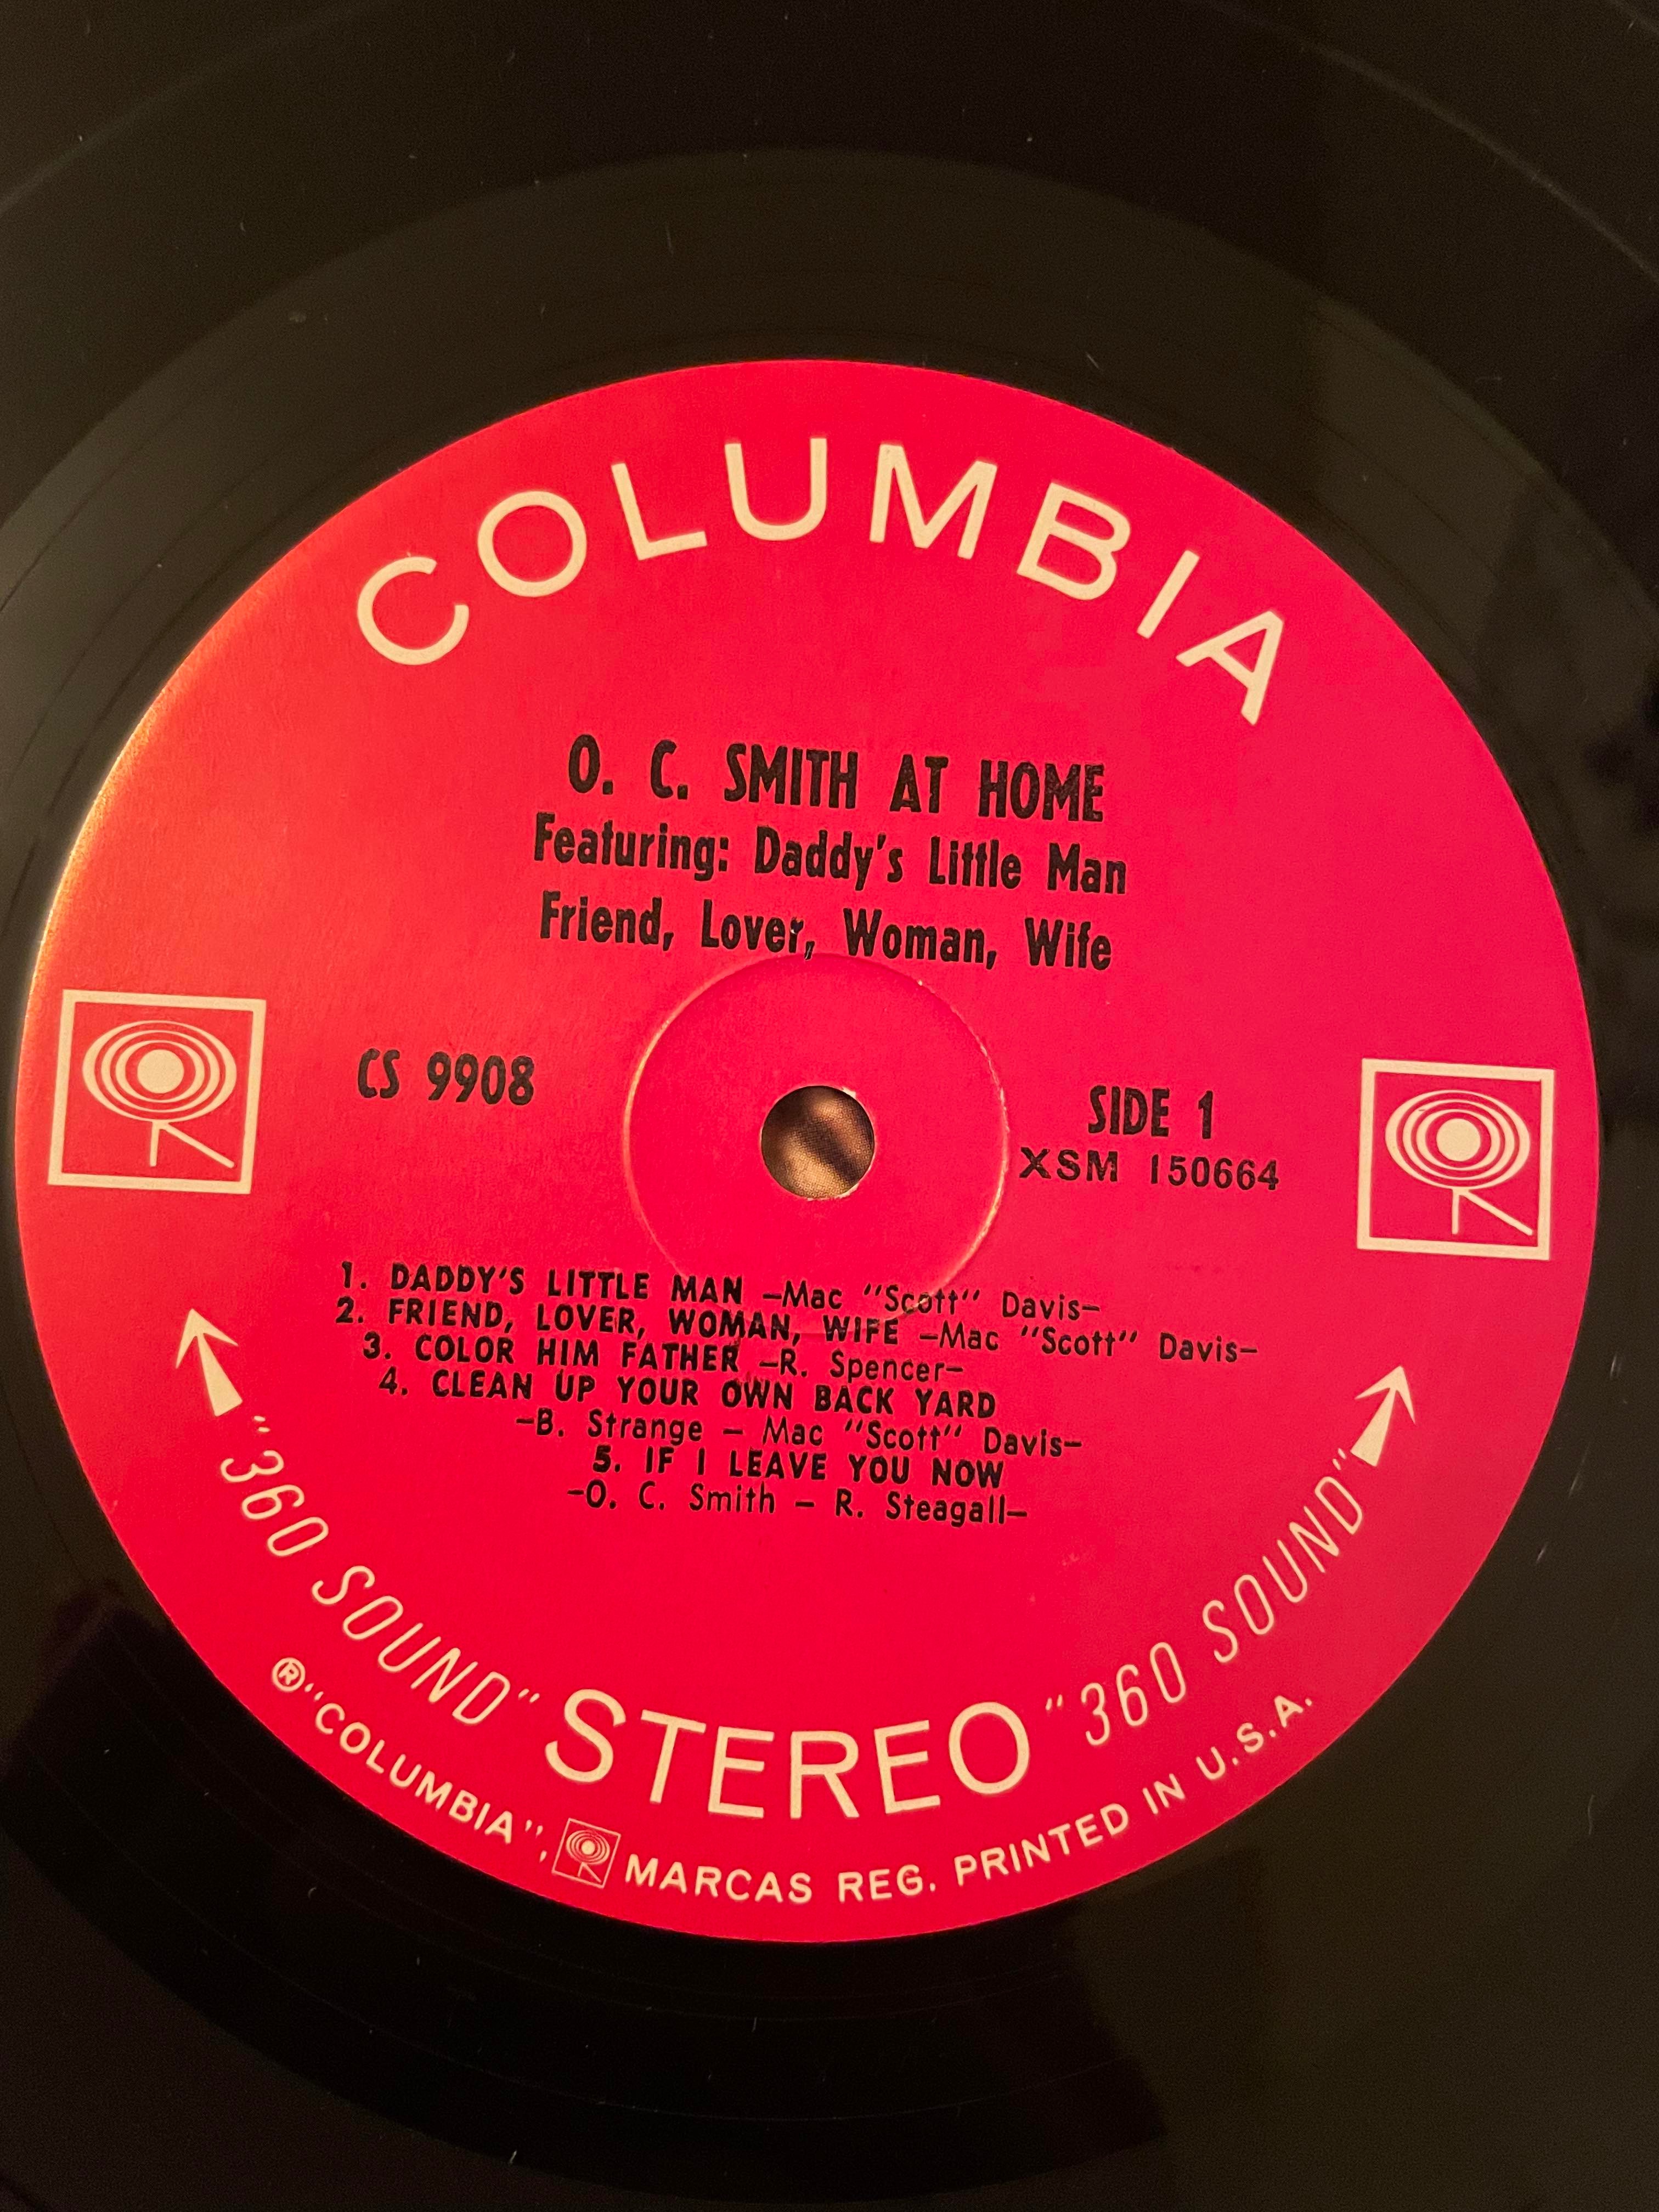 COLUMBIA
O. C. SMITH AT HOME
Featuring: Daddy's Little Man
Friend, Lover, Woman, Wife
CS 9908
SIDE 1
XSM 150664
1. DADDY'S LITTLE MAN –Mac "Scott" Davis–
2. FRIEND, LOVER, WOMAN, WIFE –Mac "Scott" Davis–
3. COLOR HIM FATHER –R. Spencer–
4. CLEAN UP YOUR OWN BACK YARD
–B. Strange – Mac "Scott" Davis–
5. IF I LEAVE YOU NOW
–O. C. Smith – R. Steagall–
"360 SOUND" STEREO "360 SOUND"
®"COLUMBIA", MARCAS REG. PRINTED IN U.S.A.